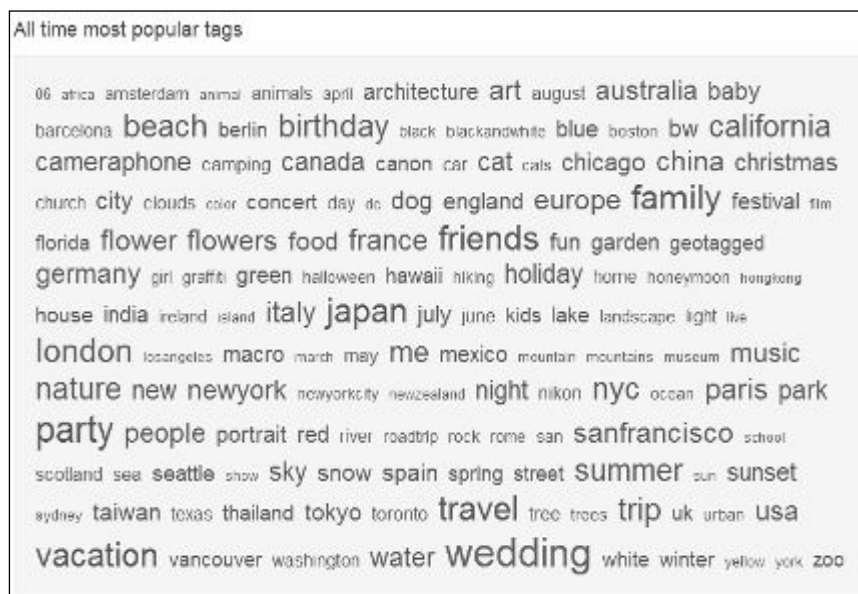 All time most popular tags
06 africa amsterdam animal animals april architecture art august australia baby
barcelona beach berlin birthday black blackandwhite blue boston bw california
cameraphone camping canada canon car cat cats chicago china christmas
church city clouds color concert day dc dog england europe family festival film
florida flower flowers food france friends fun garden geotagged
germany girl graffiti green halloween hawaii hiking holiday home honeymoon hongkong
house india ireland island italy japan july june kids lake landscape light live
london losangeles macro march may me mexico mountain mountains museum music
nature new newyork newyorkcity newzealand night nikon nyc ocean paris park
party people portrait red river roadtrip rock rome san sanfrancisco school
scotland sea seattle show sky snow spain spring street summer sun sunset
sydney taiwan texas thailand tokyo toronto travel tree trees trip uk urban usa
vacation vancouver washington water wedding white winter yellow york zoo